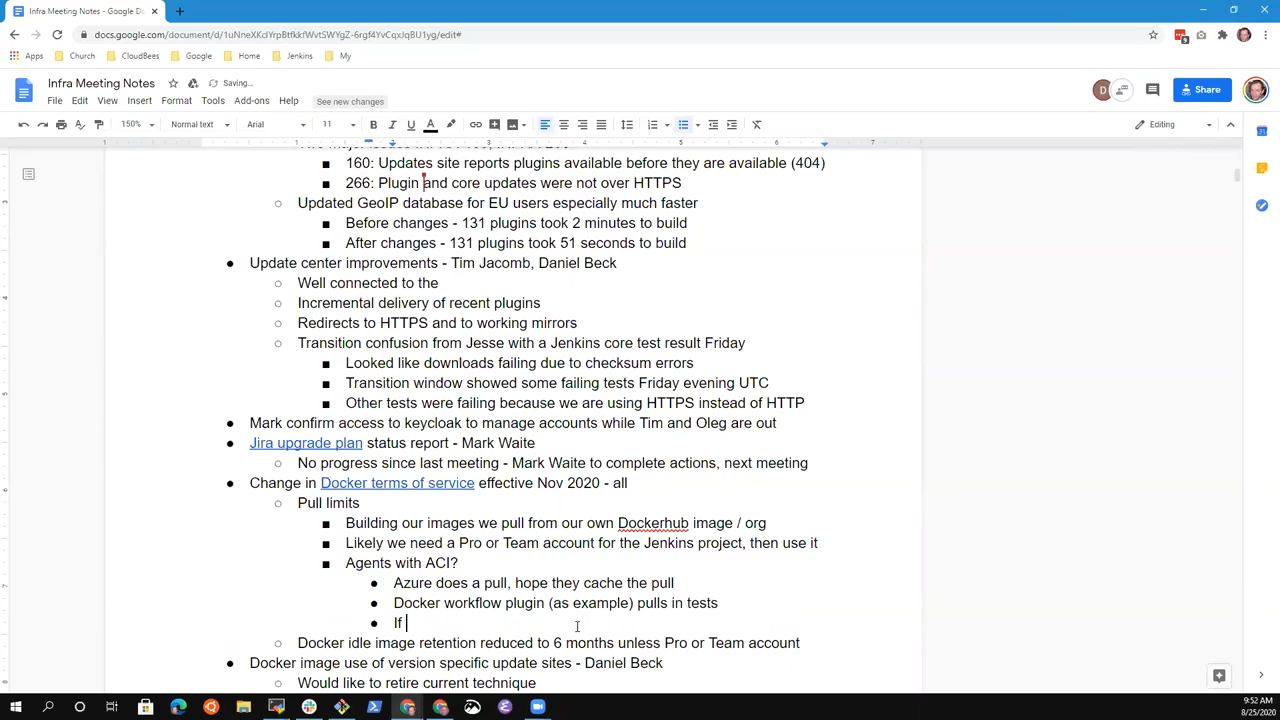 Infra Meeting Notes - Google Do
docs.google.com/document/d/1uNneXKcIYrpBtfkkfWvtSWYgZ-6rgf4YvCqxJqBU1yg/edit#
Apps Church CloudBees Google Home Jenkins My
Infra Meeting Notes Saving...
File Edit View Insert Format Tools Add-ons Help See new changes
D Share
150% Normal text Arial 11 Editing
1 1 2 3 4 5 6 7
160: Updates site reports plugins available before they are available (404)
266: Plugin and core updates were not over HTTPS
Updated GeoIP database for EU users especially much faster
Before changes - 131 plugins took 2 minutes to build
After changes - 131 plugins took 51 seconds to build
Update center improvements - Tim Jacomb, Daniel Beck
Well connected to the
Incremental delivery of recent plugins
Redirects to HTTPS and to working mirrors
Transition confusion from Jesse with a Jenkins core test result Friday
Looked like downloads failing due to checksum errors
Transition window showed some failing tests Friday evening UTC
Other tests were failing because we are using HTTPS instead of HTTP
Mark confirm access to keycloak to manage accounts while Tim and Oleg are out
Jira upgrade plan status report - Mark Waite
No progress since last meeting - Mark Waite to complete actions, next meeting
Change in Docker terms of service effective Nov 2020 - all
Pull limits
Building our images we pull from our own Dockerhub image / org
Likely we need a Pro or Team account for the Jenkins project, then use it
Agents with ACI?
Azure does a pull, hope they cache the pull
Docker workflow plugin (as example) pulls in tests
If
Docker idle image retention reduced to 6 months unless Pro or Team account
Docker image use of version specific update sites - Daniel Beck
Would like to retire current technique
9:52 AM
8/25/2020